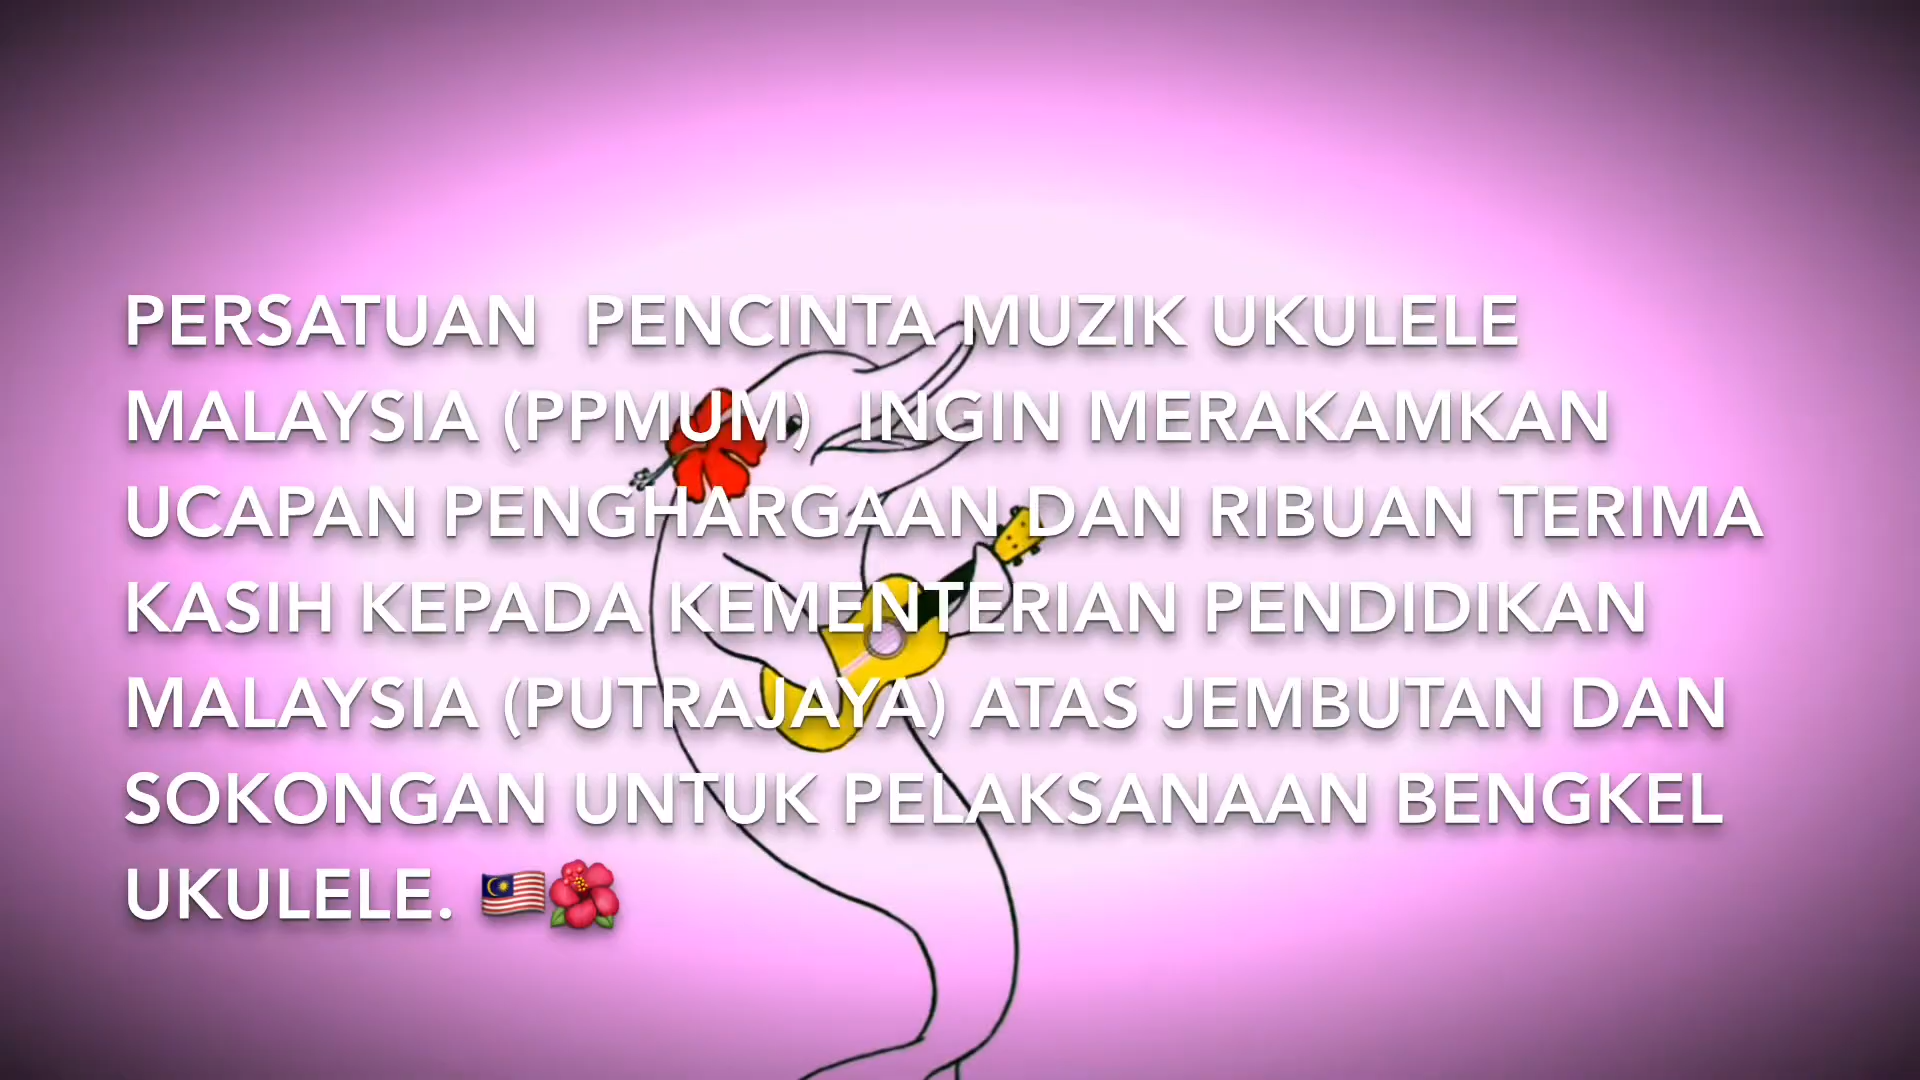 PERSATUAN  PENCINTA MUZIK UKULELE
MALAYSIA (PPMUM)  INGIN MERAKAMKAN
UCAPAN PENGHARGAAN DAN RIBUAN TERIMA
KASIH KEPADA KEMENTERIAN PENDIDIKAN
MALAYSIA (PUTRAJAYA) ATAS JEMBUTAN DAN
SOKONGAN UNTUK PELAKSANAAN BENGKEL
UKULELE. 🇲🇾🌺